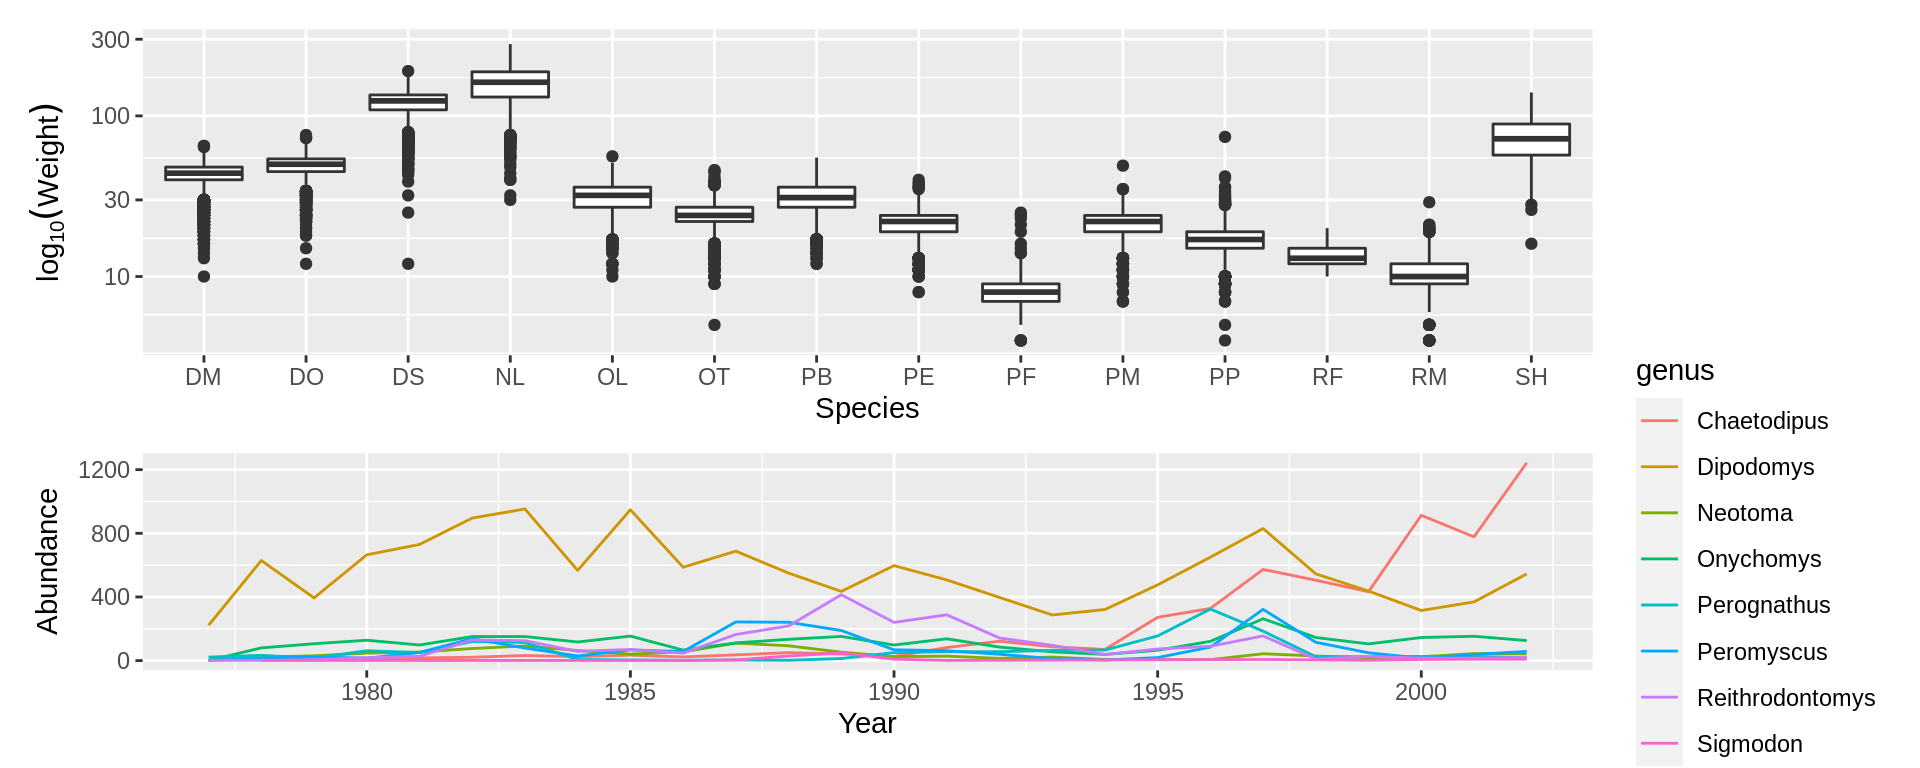 300
100
30
10
log10(Weight)
DM DO DS NL OL OT PB PE PF PM PP RF RM SH
Species
1200
800
400
0
Abundance
1980 1985 1990 1995 2000
Year
genus
Chaetodipus
Dipodomys
Neotoma
Onychomys
Perognathus
Peromyscus
Reithrodontomys
Sigmodon